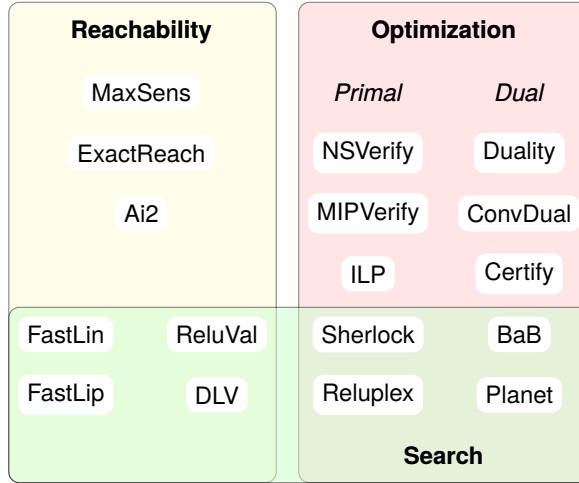 Reachability
Optimization
MaxSens
Primal
Dual
ExactReach
NSVerify
Duality
Ai2
MIPVerify
ConvDual
ILP
Certify
FastLin
ReluVal
Sherlock
BaB
FastLip
DLV
Reluplex
Planet
Search